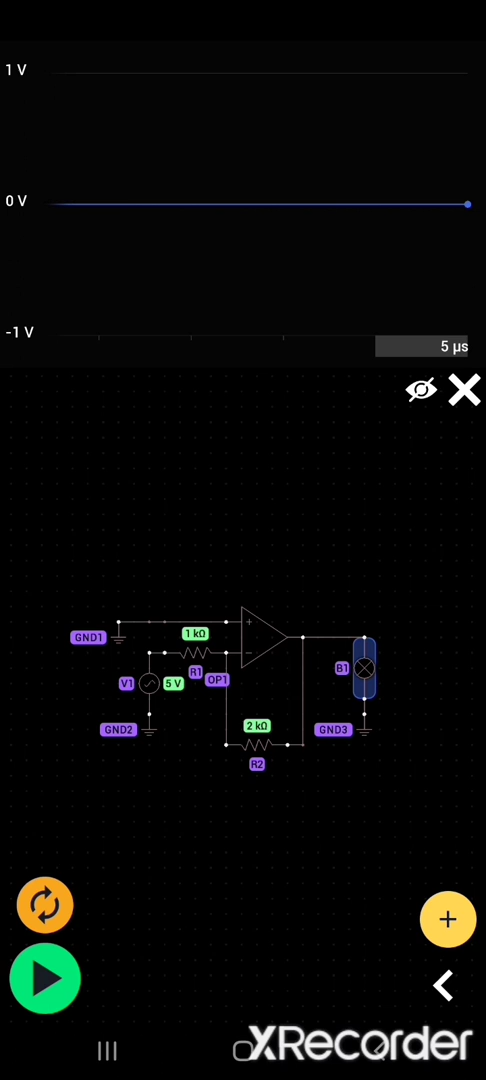 1 V
0 V
-1 V
5 µs
GND1
+
1 kΩ
V1
5 V
R1
OP1
B1
GND2
2 kΩ
GND3
R2
XRecorder